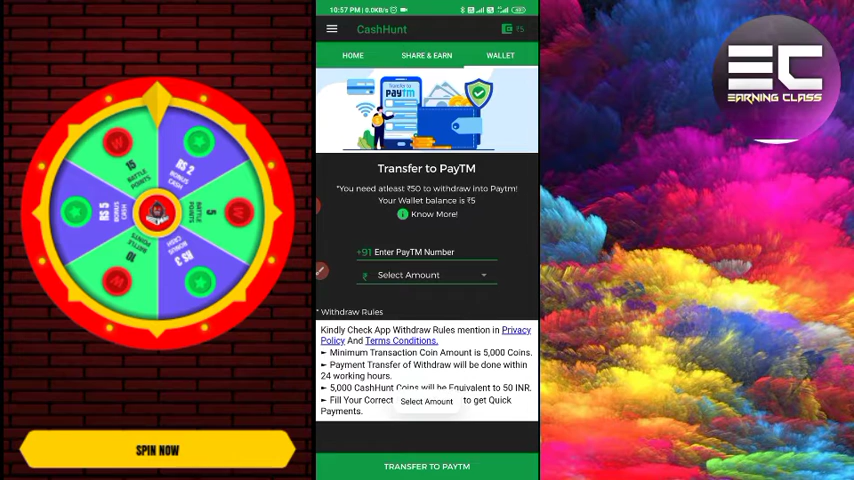 15
BATTLE
POINTS
RS 2
BONUS
CASH
RS 5
BONUS
CASH
5
BATTLE
POINTS
10
BATTLE
POINTS
RS 3
BONUS
CASH
SPIN NOW
10:57 PM | 0.0KB/s
CashHunt
₹5
HOME SHARE & EARN WALLET
Transfer to
PAYTM
Transfer to PayTM
*You need atleast ₹50 to withdraw into Paytm!
Your Wallet balance is ₹5
Know More!
+91 Enter PayTM Number
₹ Select Amount
* Withdraw Rules
Kindly Check App Withdraw Rules mention in Privacy
Policy And Terms Conditions.
► Minimum Transaction Coin Amount is 5,000 Coins.
► Payment Transfer of Withdraw will be done within
24 working hours.
► 5,000 CashHunt Coins will be Equivalent to 50 INR.
► Fill Your Correct to get Quick
Payments.
Select Amount
TRANSFER TO PAYTM
EC
EARNING CLASS